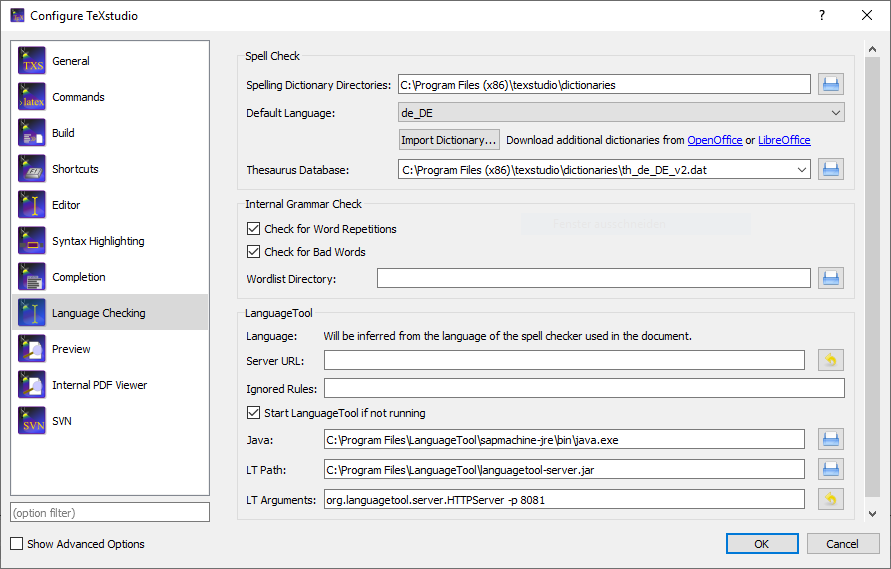 Configure TeXstudio
?
General
Commands
Build
Shortcuts
Editor
Syntax Highlighting
Completion
Language Checking
Preview
Internal PDF Viewer
SVN
(option filter)
Show Advanced Options
Spell Check
Spelling Dictionary Directories: C:\Program Files (x86)\texstudio\dictionaries
Default Language: de_DE
Import Dictionary... Download additional dictionaries from OpenOffice or LibreOffice
Thesaurus Database: C:\Program Files (x86)\texstudio\dictionaries\th_de_DE_v2.dat
Internal Grammar Check
Check for Word Repetitions
Check for Bad Words
Wordlist Directory:
LanguageTool
Language: Will be inferred from the language of the spell checker used in the document.
Server URL:
Ignored Rules:
Start LanguageTool if not running
Java: C:\Program Files\LanguageTool\sapmachine-jre\bin\java.exe
LT Path: C:\Program Files\LanguageTool\languagetool-server.jar
LT Arguments: org.languagetool.server.HTTPServer -p 8081
OK Cancel